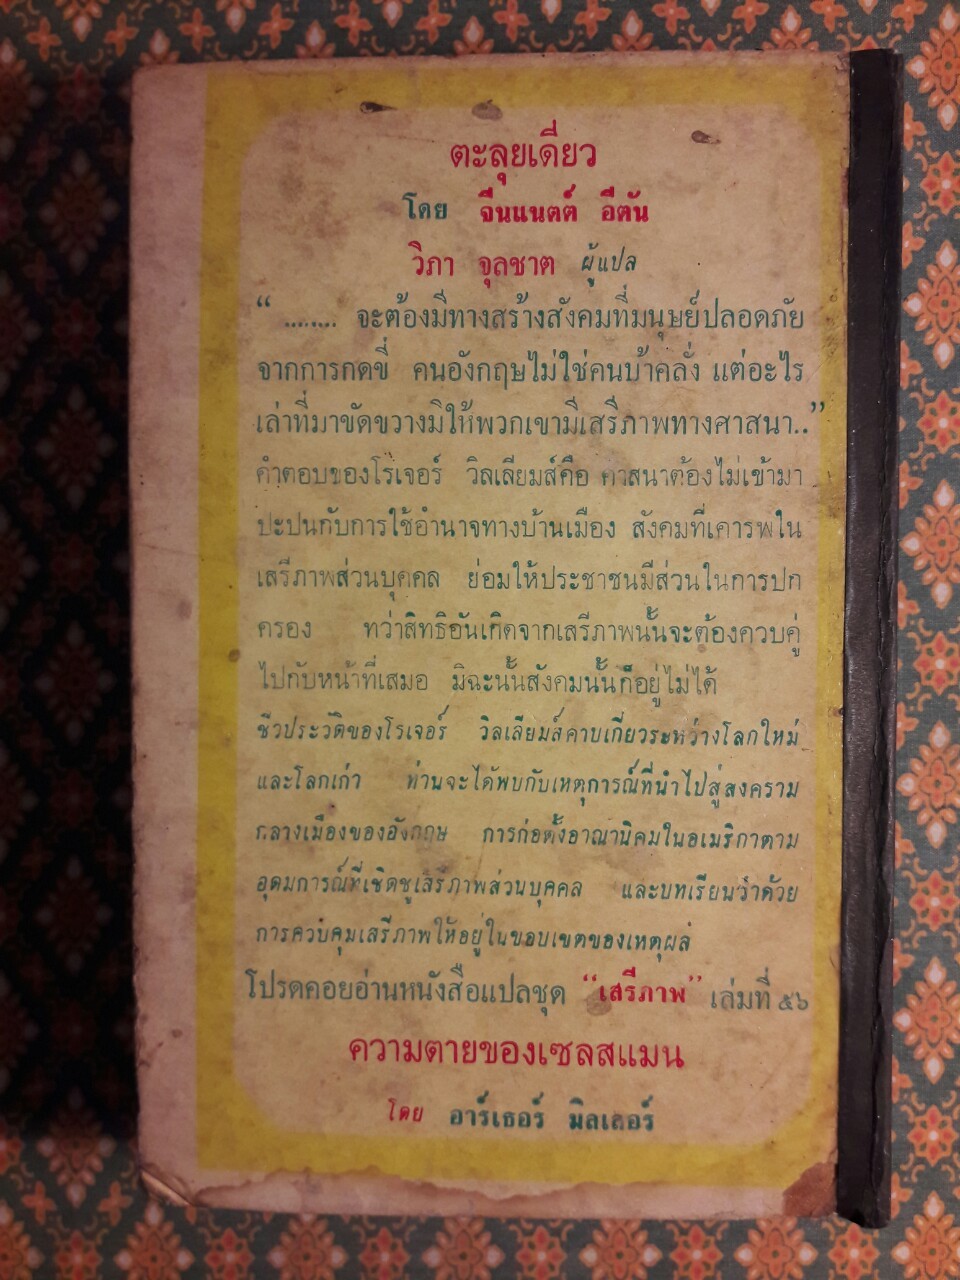 ตะลุยเดี่ยว
โดย จีนแนตต์ อีตัน
วิภา จุลชาต ผู้แปล
“ ........ จะต้องมีทางสร้างสังคมที่มนุษย์ปลอดภัย
จากการกดขี่ คนอังกฤษไม่ใช่คนบ้าคลั่ง แต่อะไร
เล่าที่มาขัดขวางมิให้พวกเขามีเสรีภาพทางศาสนา..”
คำตอบของโรเจอร์ วิลเลียมส์คือ ศาสนาต้องไม่เข้ามา
ปะปนกับการใช้อำนาจทางบ้านเมือง สังคมที่เคารพใน
เสรีภาพส่วนบุคคล ย่อมให้ประชาชนมีส่วนในการปก
ครอง ทว่าสิทธิอันเกิดจากเสรีภาพนั้นจะต้องควบคู่
ไปกับหน้าที่เสมอ มิฉะนั้นสังคมนั้นก็อยู่ไม่ได้
ชีวประวัติของโรเจอร์ วิลเลียมส์คาบเกี่ยวระหว่างโลกใหม่
และโลกเก่า ท่านจะได้พบกับเหตุการณ์ที่นำไปสู่สงคราม
กลางเมืองของอังกฤษ การก่อตั้งอาณานิคมในอเมริกาตาม
อุดมการณ์ที่เชิดชูเสรีภาพส่วนบุคคล และบทเรียนว่าด้วย
การควบคุมเสรีภาพให้อยู่ในขอบเขตของเหตุผล
โปรดคอยอ่านหนังสือแปลชุด “เสรีภาพ” เล่มที่ ๕๖
ความตายของเซลสแมน
โดย อาร์เธอร์ มิลเลอร์